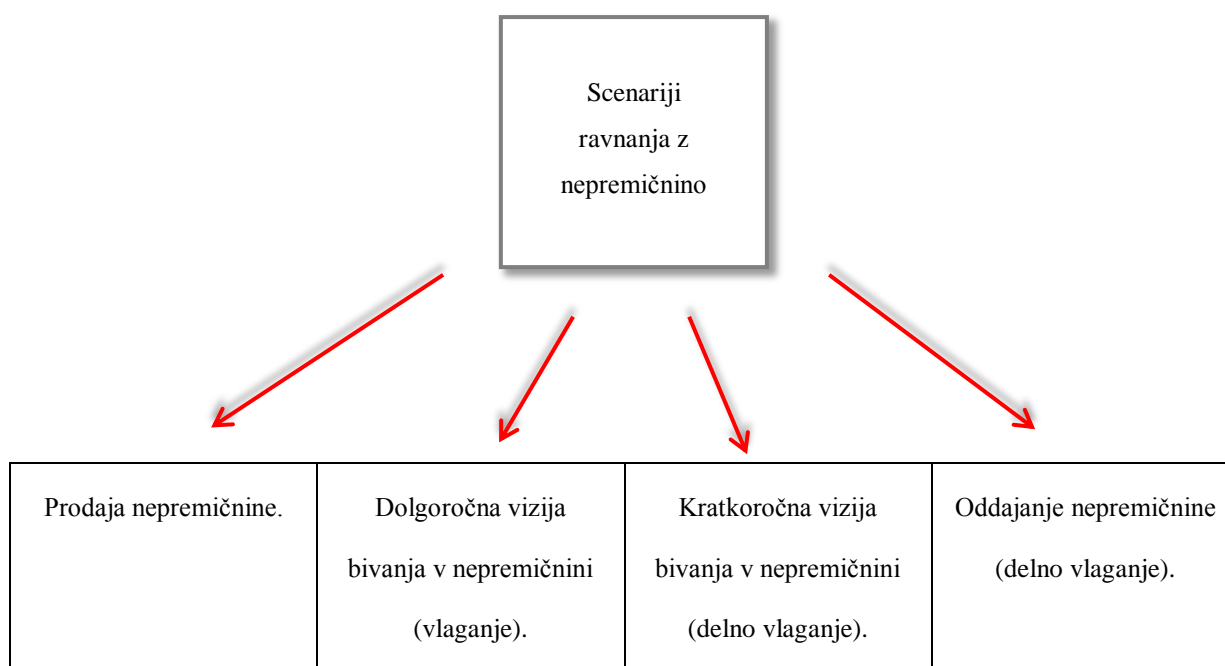 Scenariji
ravnanja z
nepremičnino
Prodaja nepremičnine.
Dolgoročna vizija
bivanja v nepremičnini
(vlaganje).
Kratkoročna vizija
bivanja v nepremičnini
(delno vlaganje).
Oddajanje nepremičnine
(delno vlaganje).